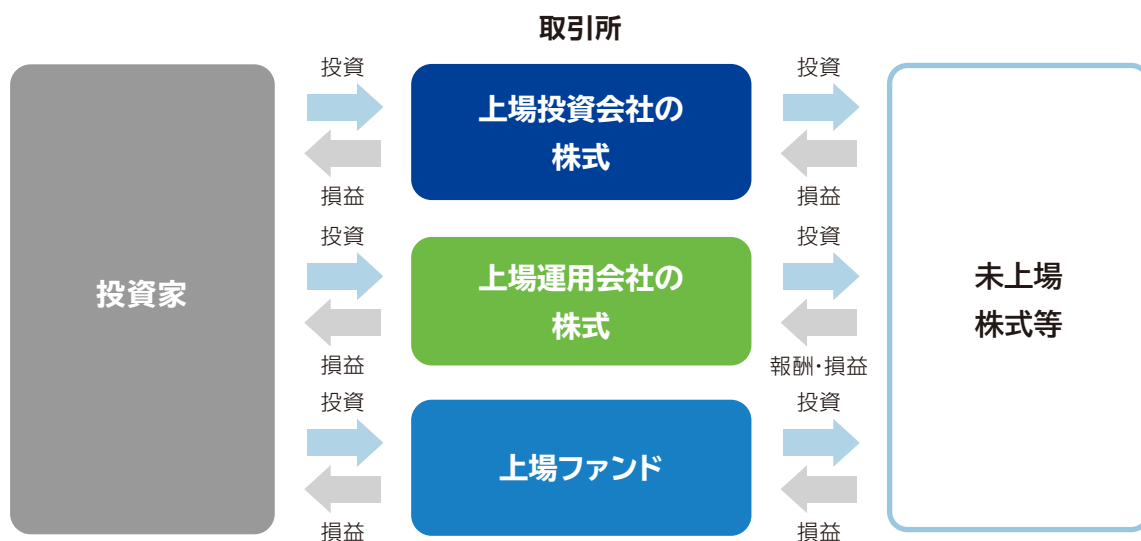 取引所
投資家
投資
損益
上場投資会社の
株式
投資
損益
投資
損益
上場運用会社の
株式
投資
報酬・損益
投資
損益
上場ファンド
投資
損益
未上場
株式等